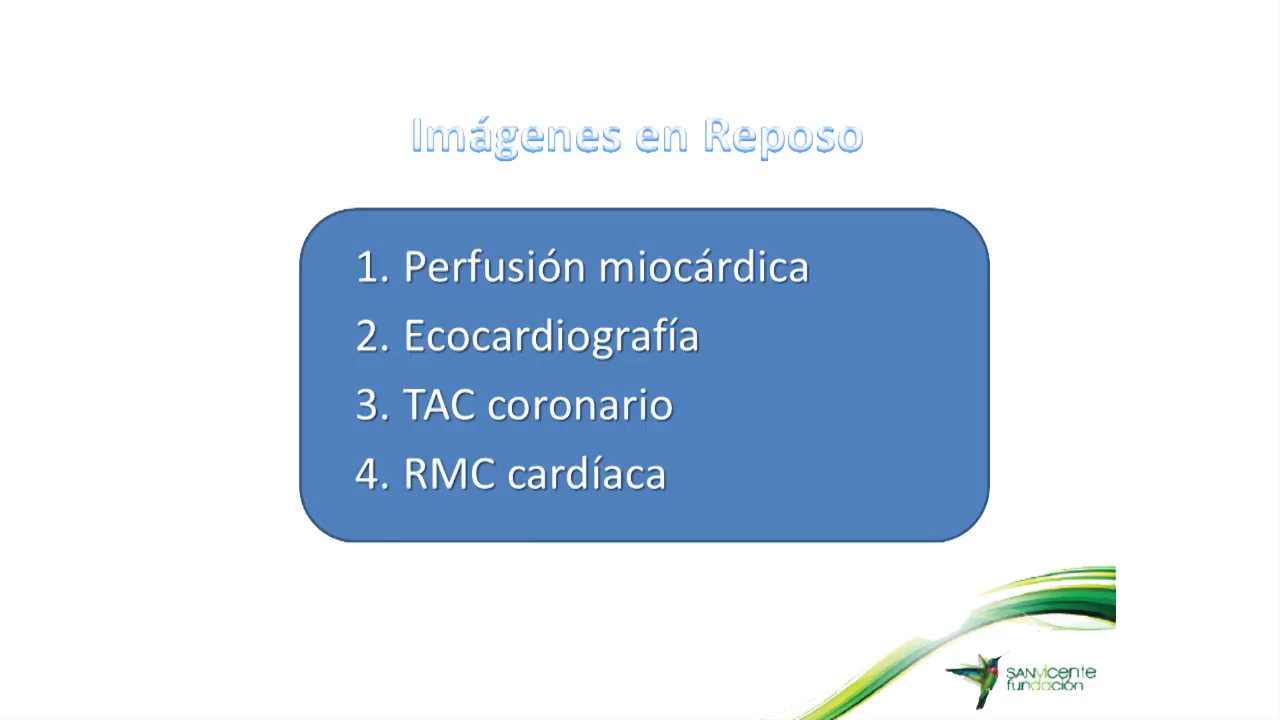 Imágenes en Reposo
1. Perfusión miocárdica
2. Ecocardiografía
3. TAC coronario
4. RMC cardíaca
SANVICENTE
FUNDACIÓN